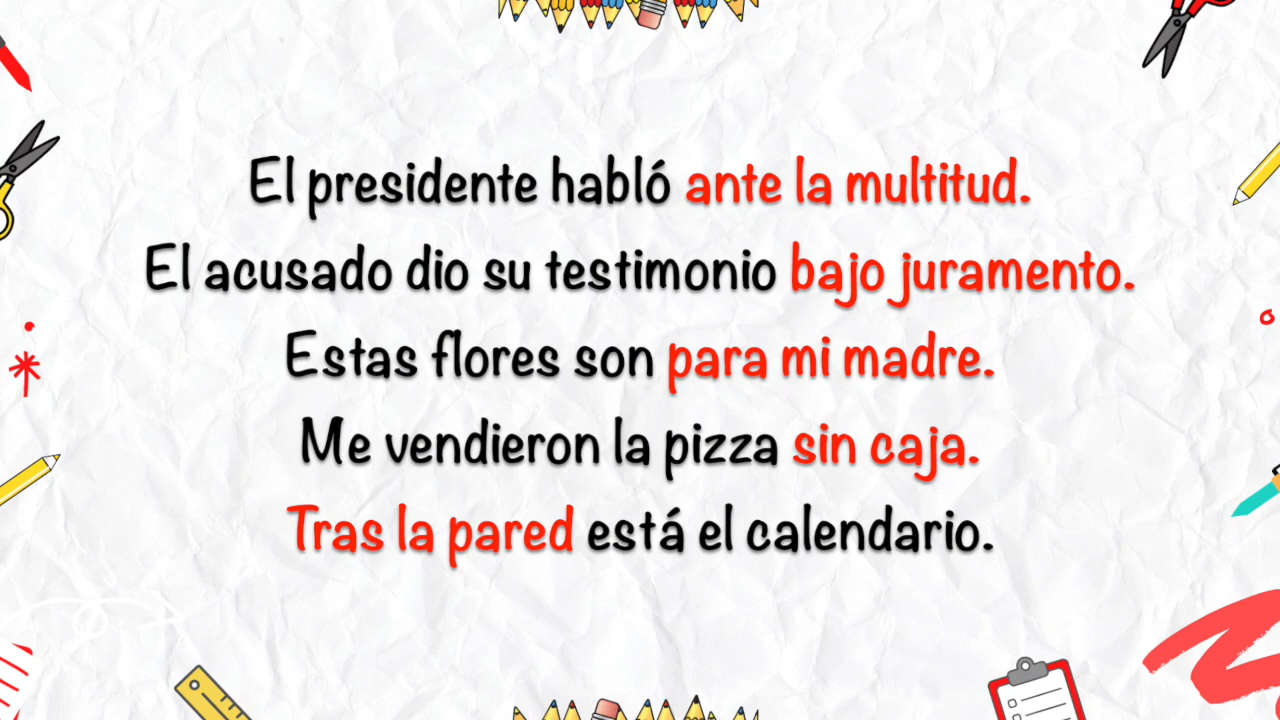 El presidente habló ante la multitud.
El acusado dio su testimonio bajo juramento.
Estas flores son para mi madre.
Me vendieron la pizza sin caja.
Tras la pared está el calendario.